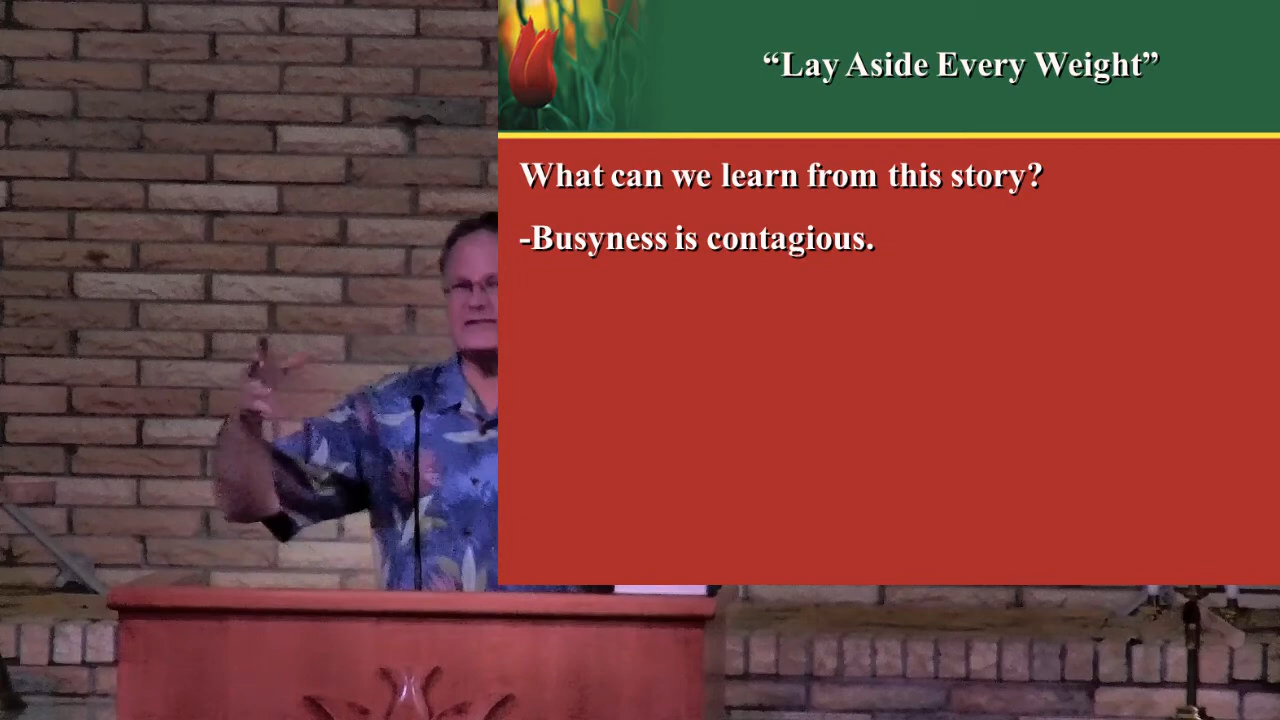 “Lay Aside Every Weight”
What can we learn from this story?
-Busyness is contagious.